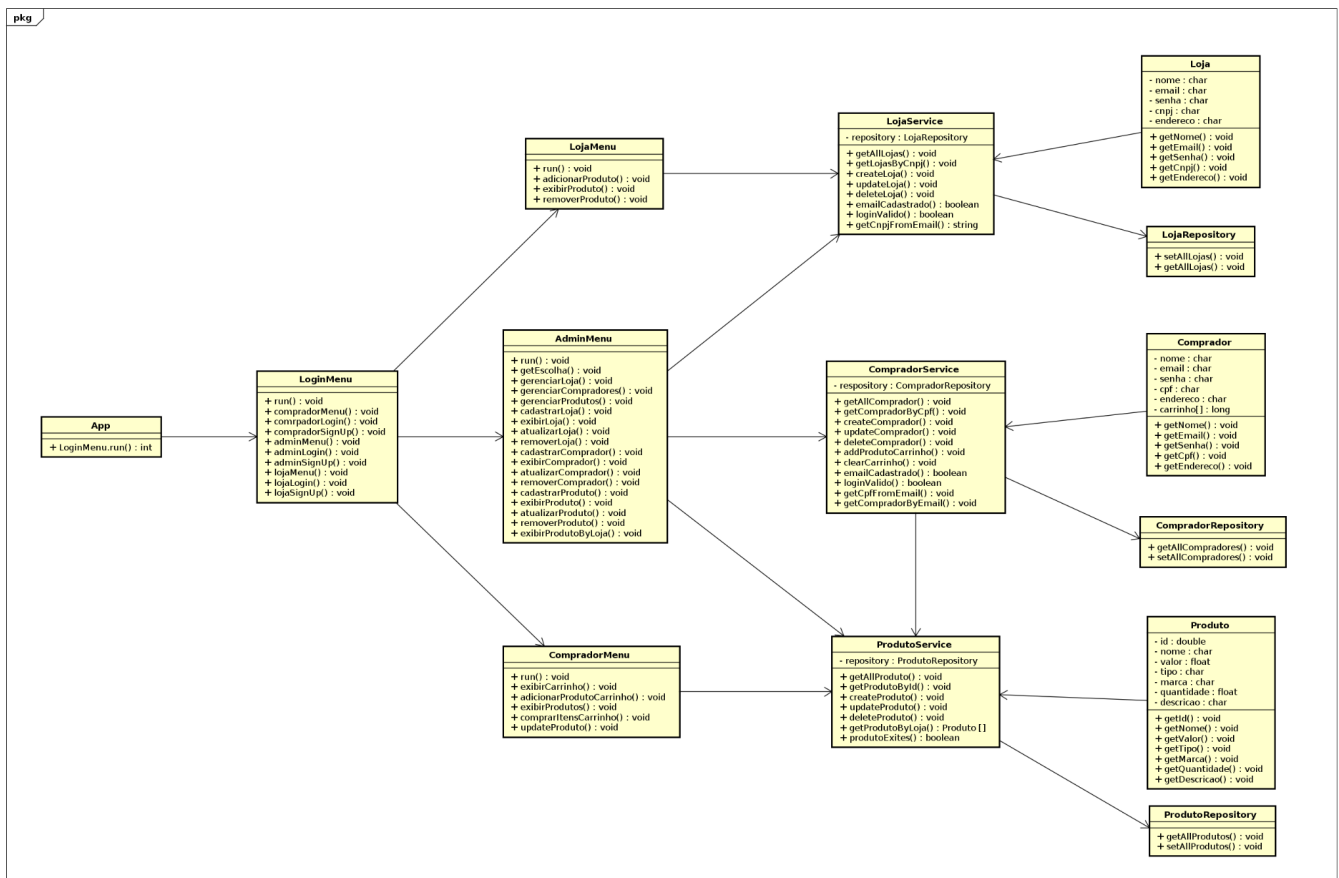 pkg
App
+ LoginMenu.run() : int
LoginMenu
+ run() : void
+ compradorMenu() : void
+ comrpadorLogin() : void
+ compradorSignUp() : void
+ adminMenu() : void
+ adminLogin() : void
+ adminSignUp() : void
+ lojaMenu() : void
+ lojaLogin() : void
+ lojaSignUp() : void
LojaMenu
+ run() : void
+ adicionarProduto() : void
+ exibirProduto() : void
+ removerProduto() : void
AdminMenu
+ run() : void
+ getEscolha() : void
+ gerenciarLoja() : void
+ gerenciarCompradores() : void
+ gerenciarProdutos() : void
+ cadastrarLoja() : void
+ exibirLoja() : void
+ atualizarLoja() : void
+ removerLoja() : void
+ cadastrarComprador() : void
+ exibirComprador() : void
+ atualizarComprador() : void
+ removerComprador() : void
+ cadastrarProduto() : void
+ exibirProduto() : void
+ atualizarProduto() : void
+ removerProduto() : void
+ exibirProdutoByLoja() : void
CompradorMenu
+ run() : void
+ exibirCarrinho() : void
+ adicionarProdutoCarrinho() : void
+ exibirProdutos() : void
+ comprarItensCarrinho() : void
+ updateProduto() : void
LojaService
- repository : LojaRepository
+ getAllLojas() : void
+ getLojasByCnpj() : void
+ createLoja() : void
+ updateLoja() : void
+ deleteLoja() : void
+ emailCadastrado() : boolean
+ loginValido() : boolean
+ getCnpjFromEmail() : string
CompradorService
- respository : CompradorRepository
+ getAllComprador() : void
+ getCompradorByCpf() : void
+ createComprador() : void
+ updateComprador() : void
+ deleteComprador() : void
+ addProdutoCarrinho() : void
+ clearCarrinho() : void
+ emailCadastrado() : boolean
+ loginValido() : boolean
+ getCpfFromEmail() : void
+ getCompradorByEmail() : void
ProdutoService
- repository : ProdutoRepository
+ getAllProduto() : void
+ getProdutoById() : void
+ createProduto() : void
+ updateProduto() : void
+ deleteProduto() : void
+ getProdutoByLoja() : Produto []
+ produtoExites() : boolean
Loja
- nome : char
- email : char
- senha : char
- cnpj : char
- endereco : char
+ getNome() : void
+ getEmail() : void
+ getSenha() : void
+ getCnpj() : void
+ getEndereco() : void
LojaRepository
+ setAllLojas() : void
+ getAllLojas() : void
Comprador
- nome : char
- email : char
- senha : char
- cpf : char
- endereco : char
- carrinho[] : long
+ getNome() : void
+ getEmail() : void
+ getSenha() : void
+ getCpf() : void
+ getEndereco() : void
CompradorRepository
+ getAllCompradores() : void
+ setAllCompradores() : void
Produto
- id : double
- nome : char
- valor : float
- tipo : char
- marca : char
- quantidade : float
- descricao : char
+ getId() : void
+ getNome() : void
+ getValor() : void
+ getTipo() : void
+ getMarca() : void
+ getQuantidade() : void
+ getDescricao() : void
ProdutoRepository
+ getAllProdutos() : void
+ setAllProdutos() : void